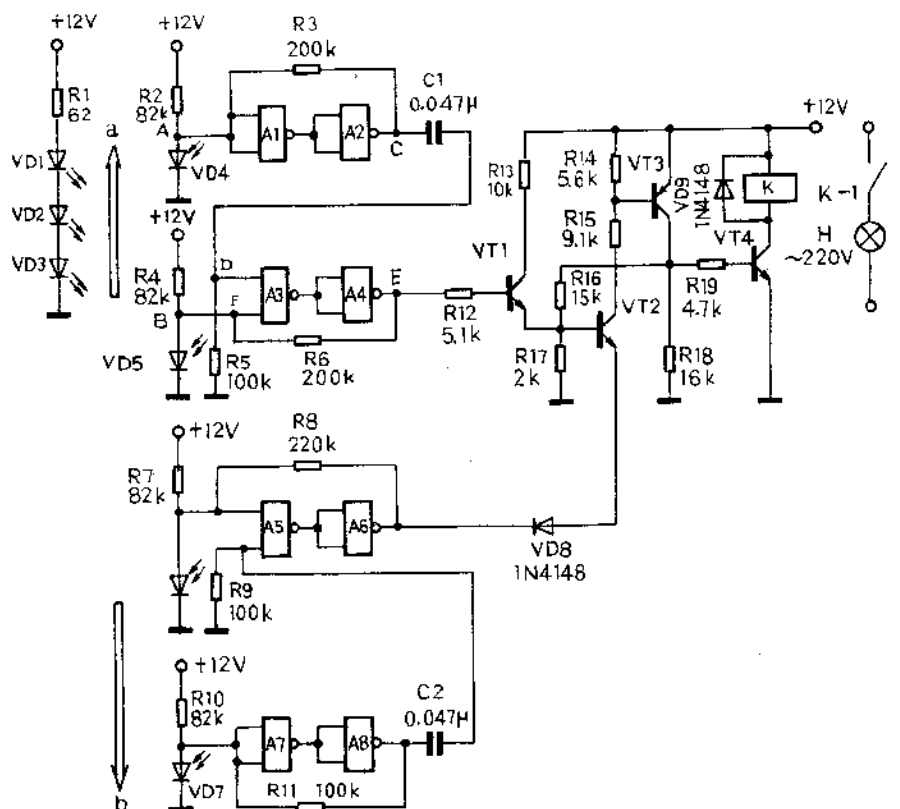 +12V
R1
62
VD1
VD2
VD3
a
+12V
R2
82k
A
VD4
R3
200k
A1
A2
C
C1
0.047μ
+12V
R4
82k
B
VD5
D
F
A3
A4
E
R5
100k
R6
200k
R12
5.1k
VT1
R13
10k
R14
5.6k
R15
9.1k
VT3
VD9
1N4148
K
+12V
K-1
H
~220V
VT4
R16
15k
VT2
R19
4.7k
R17
2k
R18
16k
+12V
R7
82k
R8
220k
A5
A6
R9
100k
VD8
1N4148
b
+12V
R10
82k
VD7
A7
A8
R11
100k
C2
0.047μ